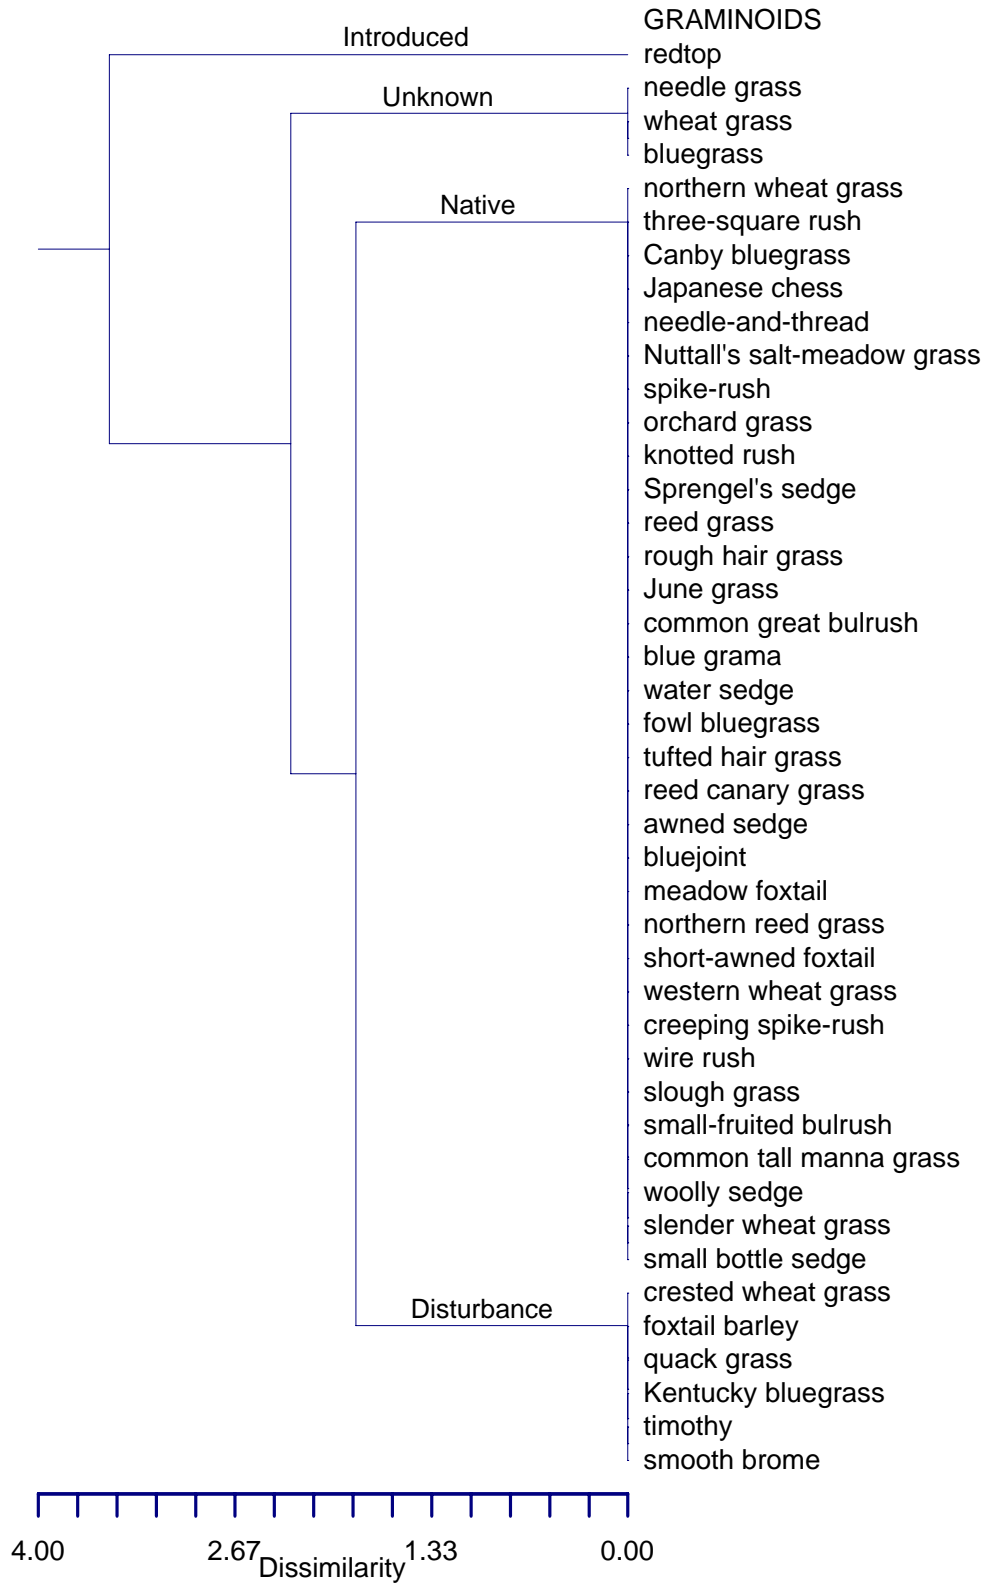 GRAMINOIDS
Introduced
redtop
needle grass
Unknown
wheat grass
bluegrass
northern wheat grass
Native
three-square rush
Canby bluegrass
Japanese chess
needle-and-thread
Nuttall's salt-meadow grass
spike-rush
orchard grass
knotted rush
Sprengel's sedge
reed grass
rough hair grass
June grass
common great bulrush
blue grama
water sedge
fowl bluegrass
tufted hair grass
reed canary grass
awned sedge
bluejoint
meadow foxtail
northern reed grass
short-awned foxtail
western wheat grass
creeping spike-rush
wire rush
slough grass
small-fruited bulrush
common tall manna grass
woolly sedge
slender wheat grass
small bottle sedge
crested wheat grass
Disturbance
foxtail barley
quack grass
Kentucky bluegrass
timothy
smooth brome
4.00 2.67 1.33 0.00
Dissimilarity